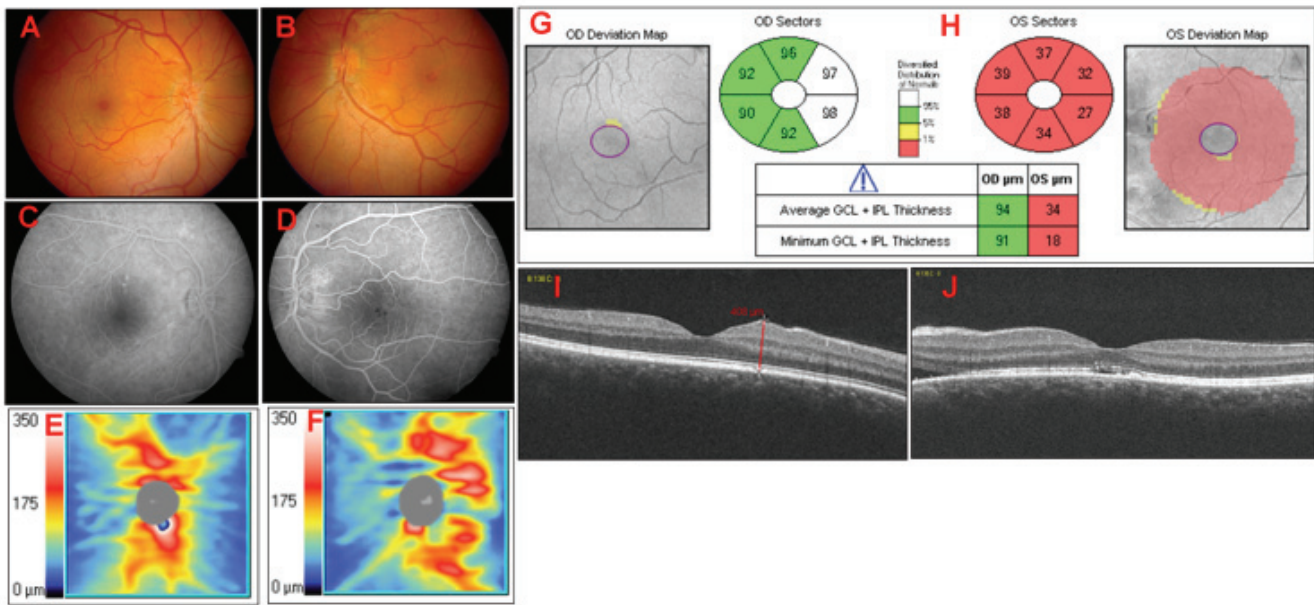 A
B
C
D
E
350
175
0 µm
F
350
175
0 µm
G
OD Deviation Map
OD Sectors
96
92
97
90
98
92
Diversified
Distribution
of Normals
95%
5%
1%
H
OS Sectors
37
39
32
38
27
34
OS Deviation Map
OD µm
OS µm
Average GCL + IPL Thickness
94
34
Minimum GCL + IPL Thickness
91
18
I
J